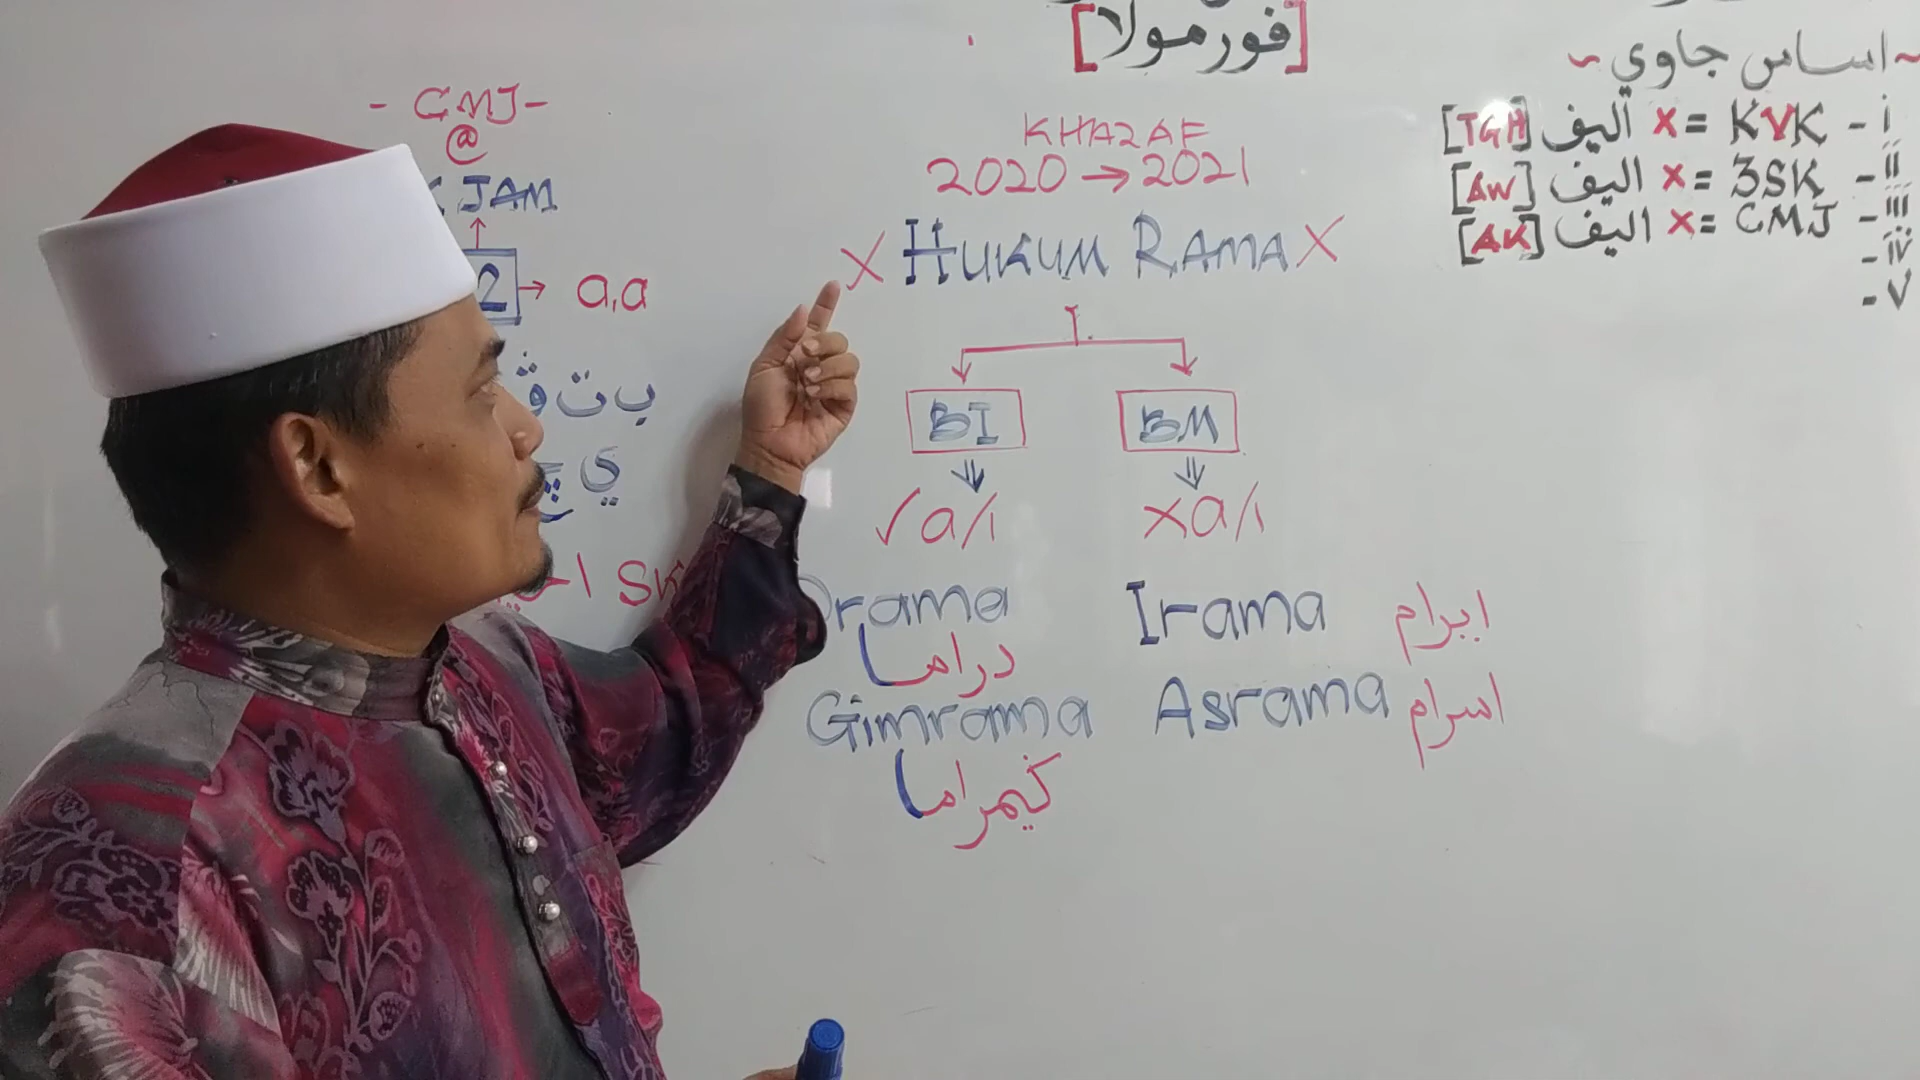 [فورمولا]
- CMJ -
@
JAM
2 → a,a
ب ت ڤ
ي چ
SK
KHAZAF
2020 → 2021
X HUKUM RAMA X
BI
BM
✓ a/i
X a/i
Drama
دراما
Gimrama
ڬيمراما
Irama ايرام
Asrama اسرام
~ اساس جاوي ~
i - KVK = X اليف [TGH]
ii - 3SK = X اليف [AW]
iii - CMJ = X اليف [AK]
iv -
v -